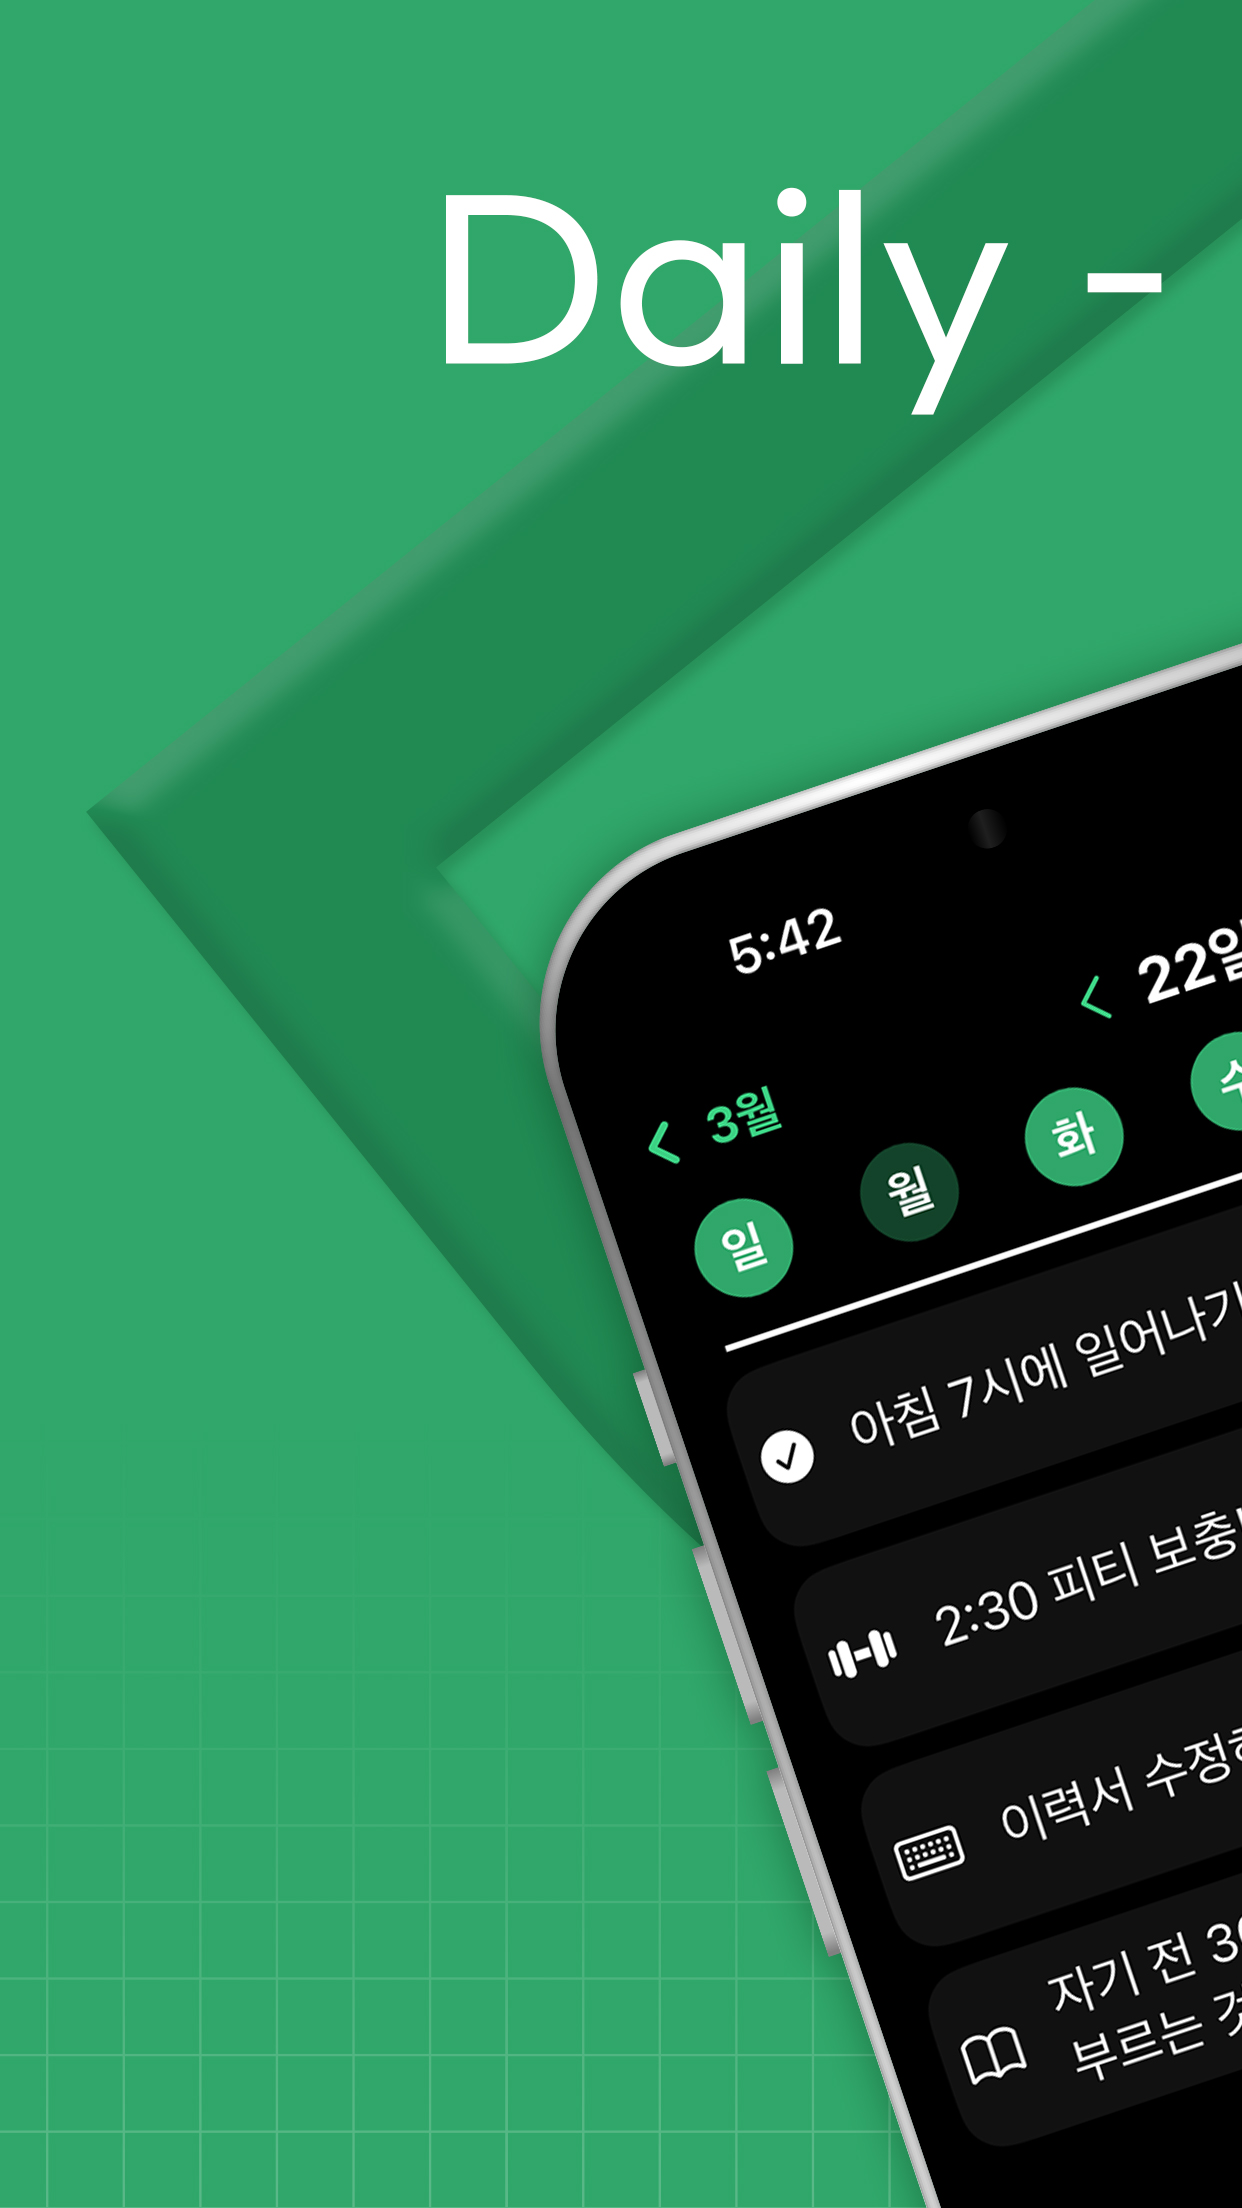 Daily -
5:42
22일
3월
일 월 화 수
아침 7시에 일어나기
2:30 피티 보충
이력서 수정
자기 전
부르는